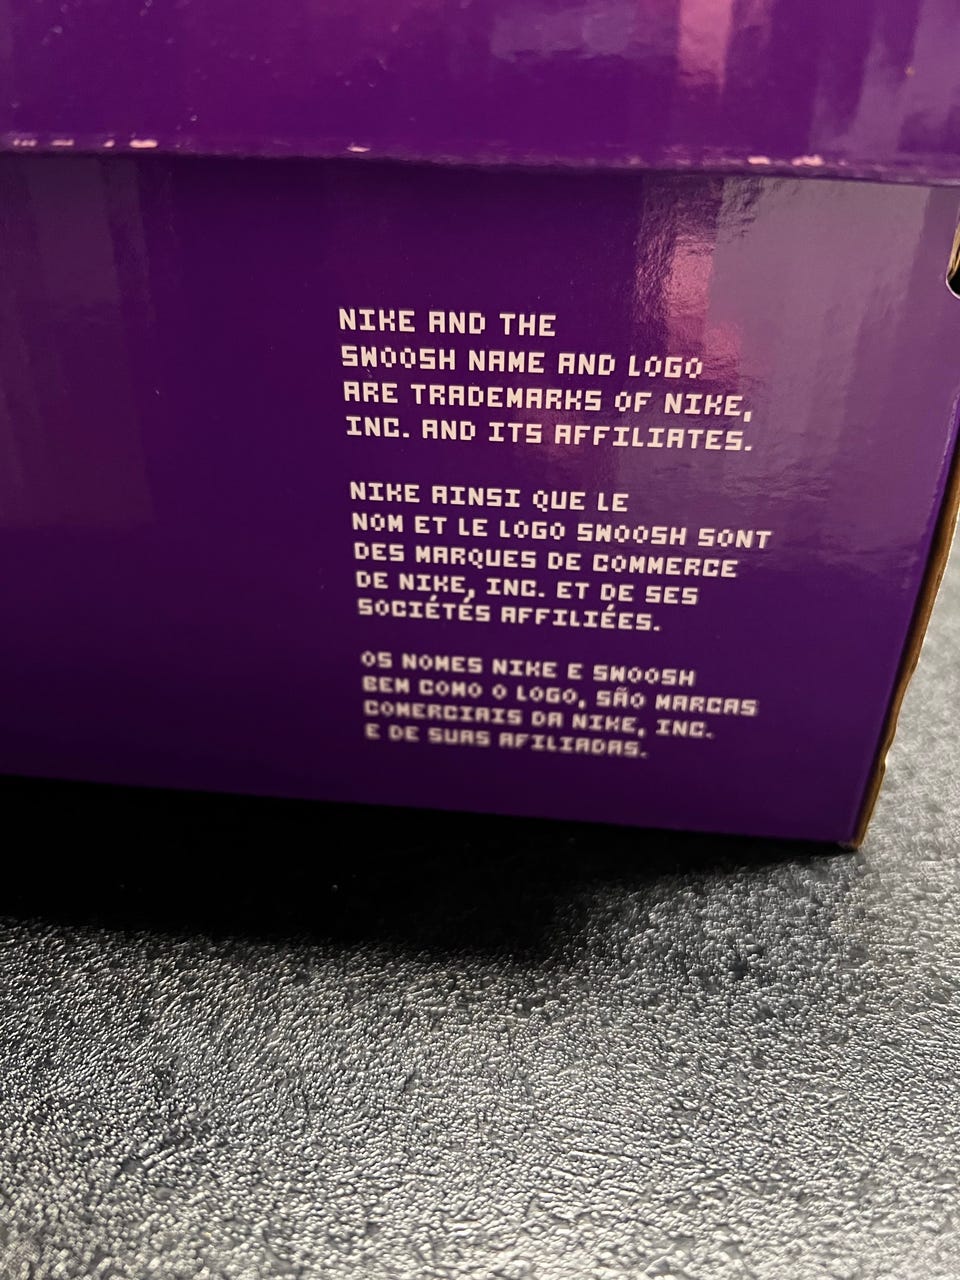 NIKE AND THE
SWOOSH NAME AND LOGO
ARE TRADEMARKS OF NIKE,
INC. AND ITS AFFILIATES.
NIKE AINSI QUE LE
NOM ET LE LOGO SWOOSH SONT
DES MARQUES DE COMMERCE
DE NIKE, INC. ET DE SES
SOCIÉTÉS AFFILIÉES.
OS NOMES NIKE E SWOOSH
BEM COMO O LOGO, SÃO MARCAS
COMERCIAIS DA NIKE, INC.
E DE SUAS AFILIADAS.